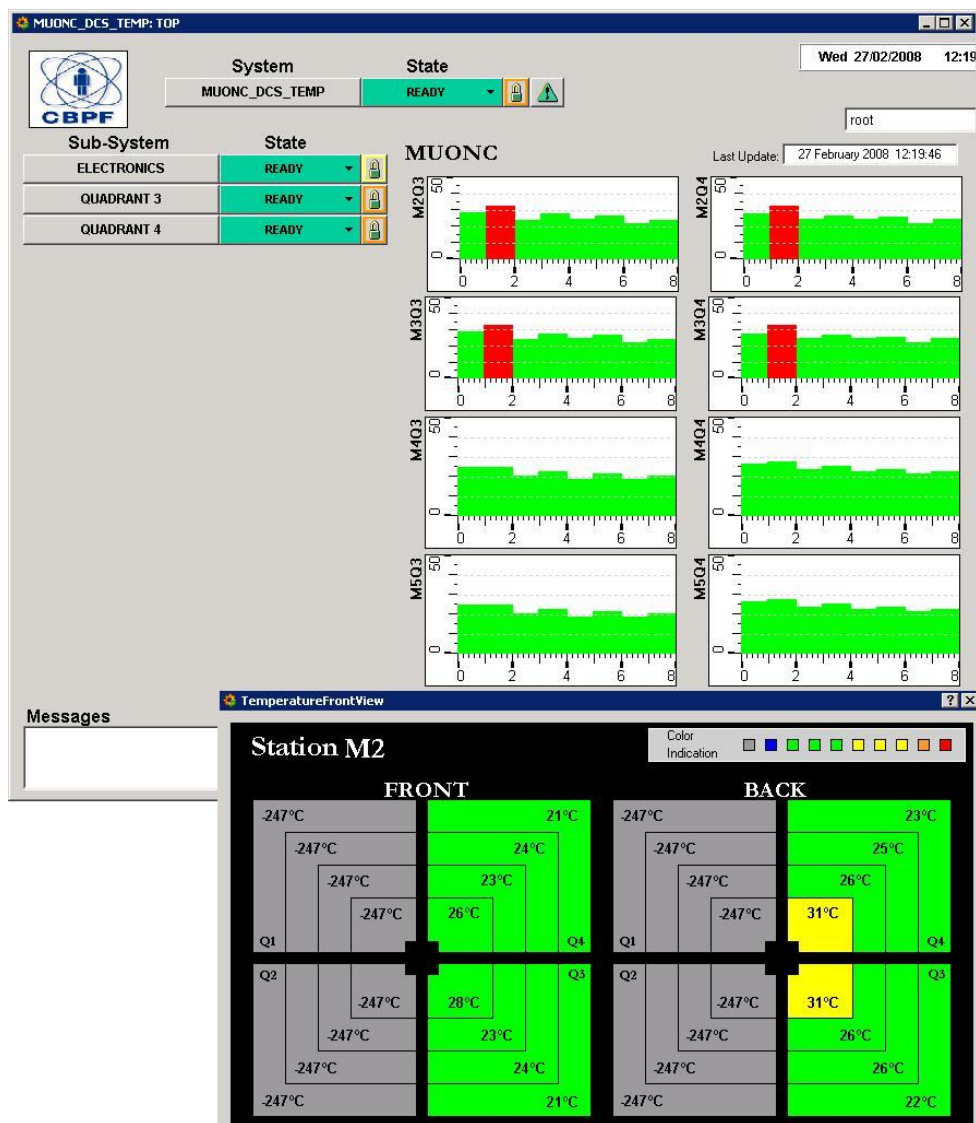 MUONC_DCS_TEMP: TOP
Wed 27/02/2008 12:19
System State
MUONC_DCS_TEMP READY
CBPF
root
Sub-System State
MUONC
Last Update: 27 February 2008 12:19:46
ELECTRONICS READY
QUADRANT 3 READY
QUADRANT 4 READY
M2Q3 50 0
0 2 4 6 8
M2Q4 50 0
0 2 4 6 8
M3Q3 50 0
0 2 4 6 8
M3Q4 50 0
0 2 4 6 8
M4Q3 50 0
0 2 4 6 8
M4Q4 50 0
0 2 4 6 8
M5Q3 50 0
0 2 4 6 8
M5Q4 50 0
0 2 4 6 8
Messages
TemperatureFrontView
Station M2
Color
Indication
FRONT
-247°C 21°C
-247°C 24°C
-247°C 23°C
-247°C 26°C
Q1 Q4
Q2 Q3
-247°C 28°C
-247°C 23°C
-247°C 24°C
-247°C 21°C
BACK
-247°C 23°C
-247°C 25°C
-247°C 26°C
-247°C 31°C
Q1 Q4
Q2 Q3
-247°C 31°C
-247°C 26°C
-247°C 26°C
-247°C 22°C